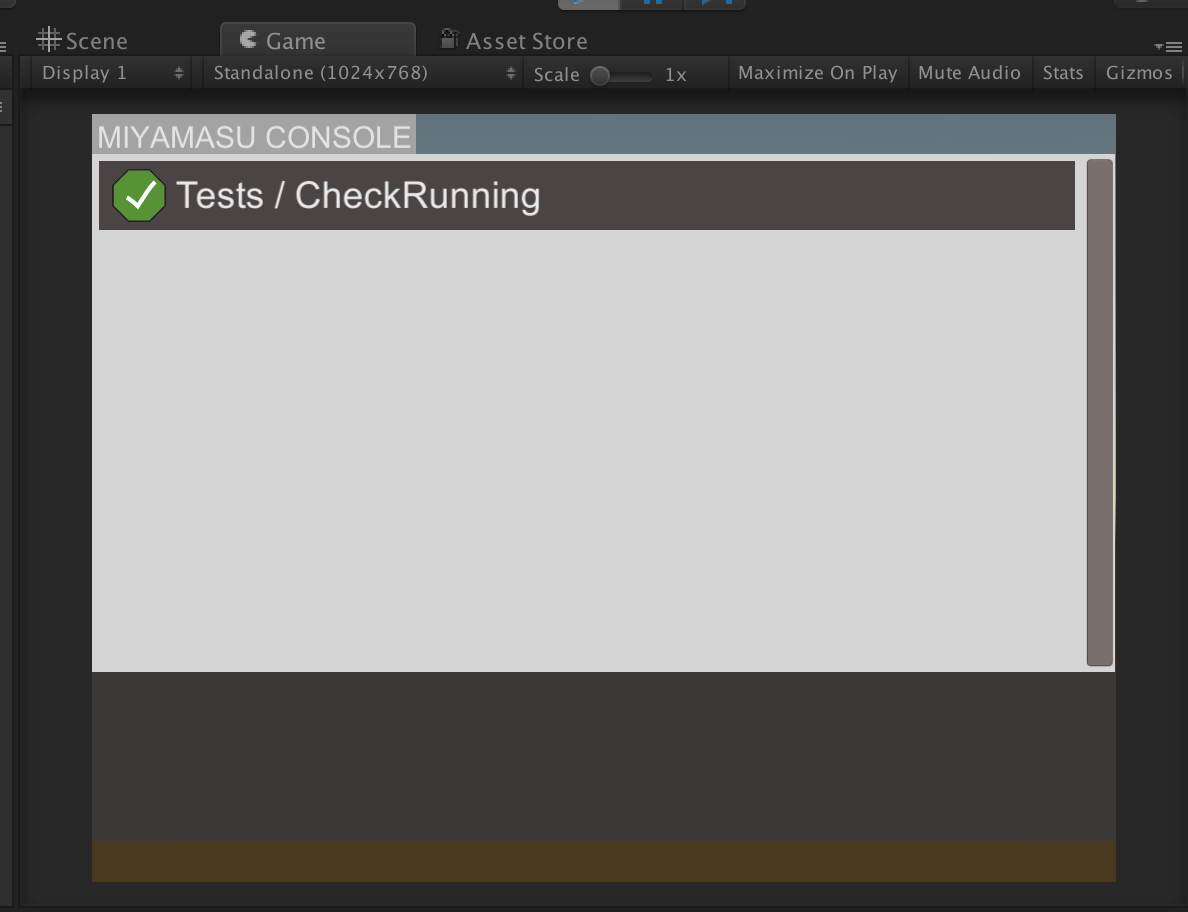 Scene Game Asset Store
Display 1 Standalone (1024x768) Scale 1x Maximize On Play Mute Audio Stats Gizmos
MIYAMASU CONSOLE
Tests / CheckRunning